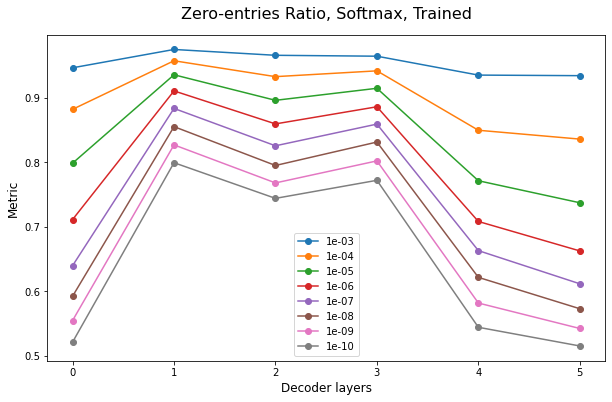 Zero-entries Ratio, Softmax, Trained
Metric
0.9
0.8
0.7
0.6
0.5
1e-03
1e-04
1e-05
1e-06
1e-07
1e-08
1e-09
1e-10
0 1 2 3 4 5
Decoder layers